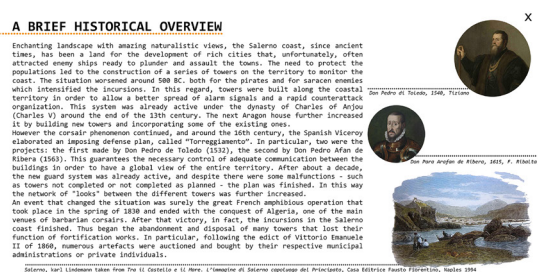 A BRIEF HISTORICAL OVERVIEW
X
Enchanting landscape with amazing naturalistic views, the Salerno coast, since ancient
times, has been a land for the development of rich cities that, unfortunately, often
attracted enemy ships ready to plunder and assault the towns. The need to protect the
populations led to the construction of a series of towers on the territory to monitor the
coast. The situation worsened around 500 BC. both for the pirates and for saracen enemies
which intensified the incursions. In this regard, towers were built along the coastal
territory in order to allow a better spread of alarm signals and a rapid counterattack
organization. This system was already active under the dynasty of Charles of Anjou
(Charles V) around the end of the 13th century. The next Aragon house further increased
it by building new towers and incorporating some of the existing ones.
However the corsair phenomenon continued, and around the 16th century, the Spanish Viceroy
elaborated an imposing defense plan, called "Torreggiamento". In particular, two were the
projects: the first made by Don Pedro de Toledo (1532), the second by Don Pedro Afan de
Ribera (1563). This guarantees the necessary control of adequate communication between the
buildings in order to have a global view of the entire territory. After about a decade,
the new guard system was already active, and despite there were some malfunctions - such
as towers not completed or not completed as planned - the plan was finished. In this way
the network of "looks" between the different towers was further increased.
An event that changed the situation was surely the great French amphibious operation that
took place in the spring of 1830 and ended with the conquest of Algeria, one of the main
venues of barbarian corsairs. After that victory, in fact, the incursions in the Salerno
coast finished. Thus began the abandonment and disposal of many towers that lost their
function of fortification works. In particular, following the edict of Vittorio Emanuele
II of 1860, numerous artefacts were auctioned and bought by their respective municipal
administrations or private individuals.
Don Pedro di Toledo, 1540, Tiziano
Don Para Arafan de Ribera, 1615, P. Ribalta
Salerno, karl Lindemann taken from Tra il Castello e il Mare. L'immagine di Salerno capoluogo del Principato, Casa Editrice Fausto Fiorentino, Naples 1994